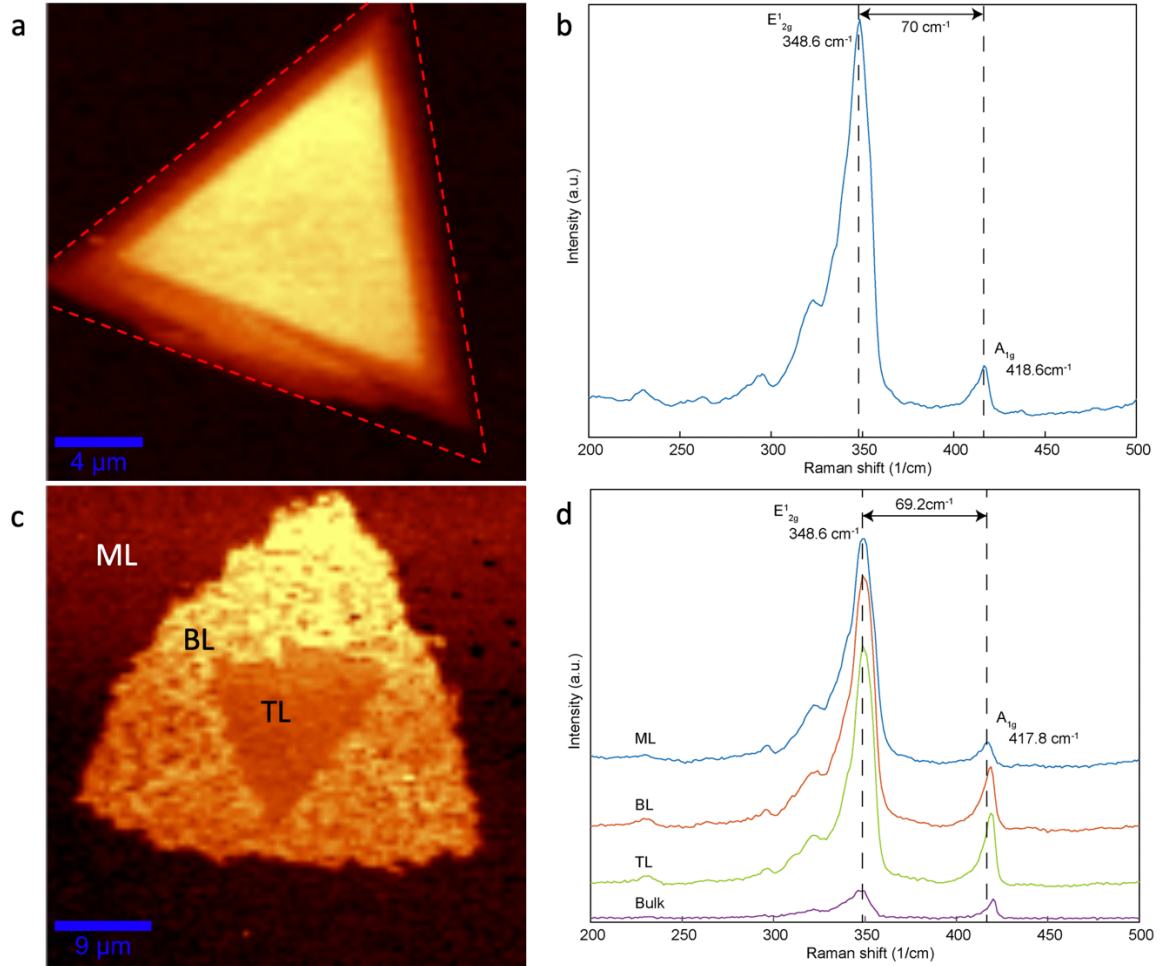 a
4 µm
b
E¹₂g
348.6 cm⁻¹
70 cm⁻¹
A₁g
418.6cm⁻¹
Intensity (a.u.)
200 250 300 350 400 450 500
Raman shift (1/cm)
c
ML
BL
TL
9 µm
d
69.2cm⁻¹
E¹₂g
348.6 cm⁻¹
A₁g
417.8 cm⁻¹
ML
BL
TL
Bulk
Intensity (a.u.)
200 250 300 350 400 450 500
Raman shift (1/cm)